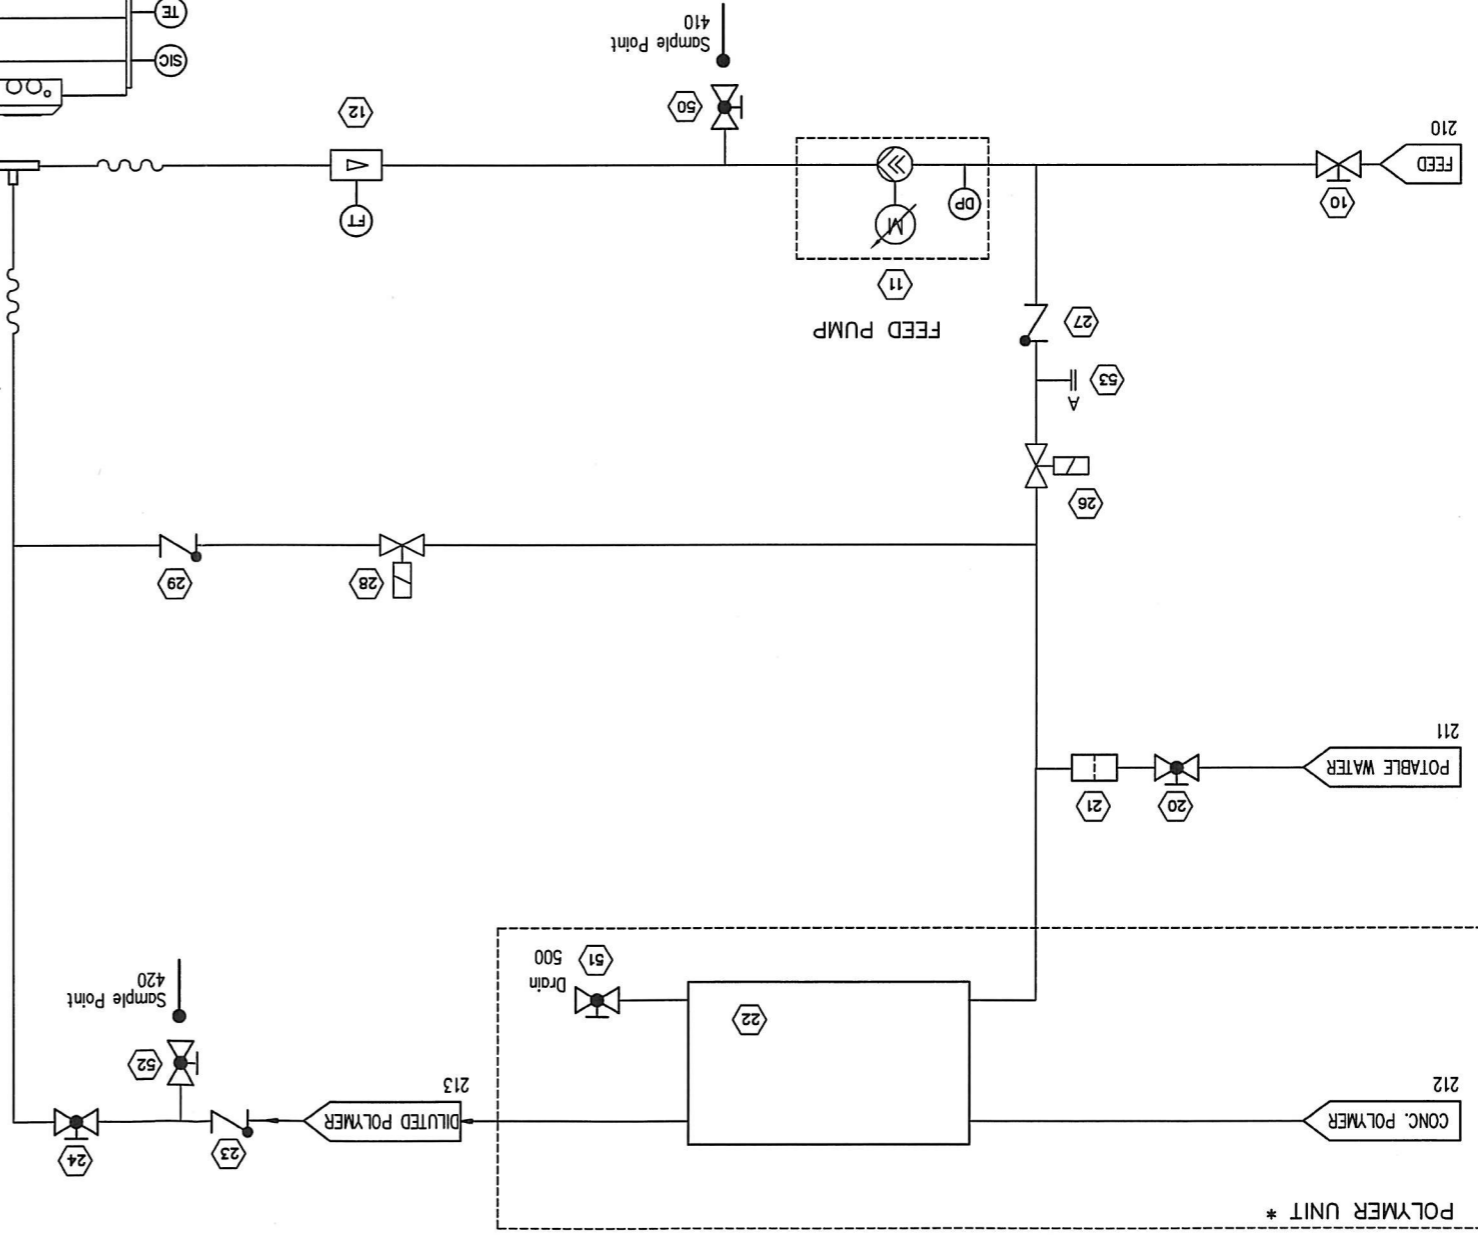 POLYMER UNIT *
CONC. POLYMER
212
22
DILUTED POLYMER
213
23
24
52
Sample Point
420
Drain
500
51
POTABLE WATER
211
20
21
26
28
29
A
53
27
FEED PUMP
11
M
DP
FEED
210
10
FT
12
50
Sample Point
410
SIC
TE